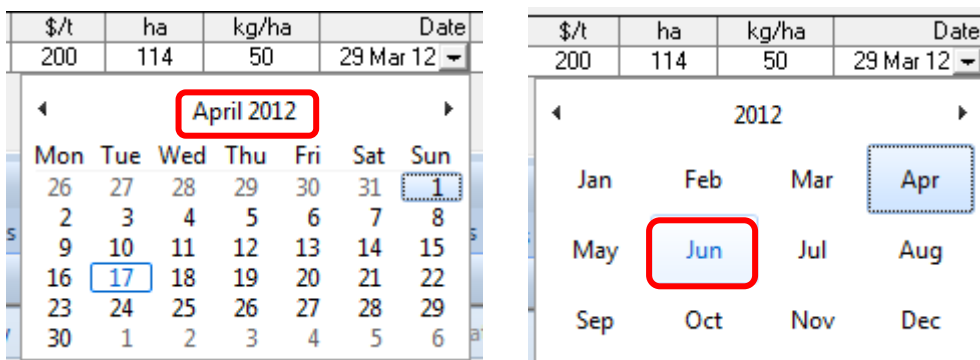 $/t ha kg/ha Date
200 114 50 29 Mar 12
April 2012
Mon Tue Wed Thu Fri Sat Sun
26 27 28 29 30 31 1
2 3 4 5 6 7 8
9 10 11 12 13 14 15
16 17 18 19 20 21 22
23 24 25 26 27 28 29
30 1 2 3 4 5 6
$/t ha kg/ha Date
200 114 50 29 Mar 12
2012
Jan Feb Mar Apr
May Jun Jul Aug
Sep Oct Nov Dec